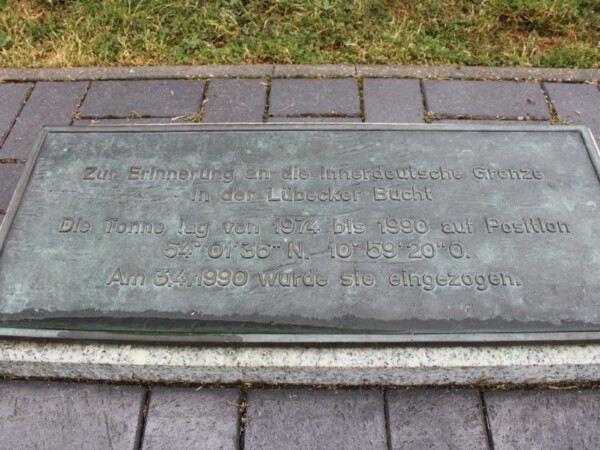 Zur Erinnerung an die Innerdeutsche Grenze
in der Lübecker Bucht
Die Tonne lag von 1974 bis 1990 auf Position
54° 01'36" N. 10° 59'20" O.
Am 3.4.1990 wurde sie eingezogen.